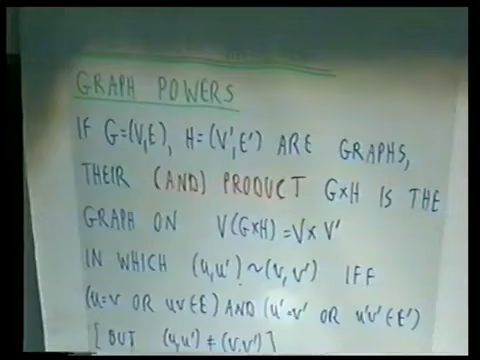 GRAPH POWERS
IF G=(V,E), H=(V',E') ARE GRAPHS,
THEIR (AND) PRODUCT G×H IS THE
GRAPH ON V(G×H)=V×V'
IN WHICH (u,u')~(v,v') IFF
(u=v OR uv∈E) AND (u'=v' OR u'v'∈E')
[BUT (u,u')≠(v,v')]